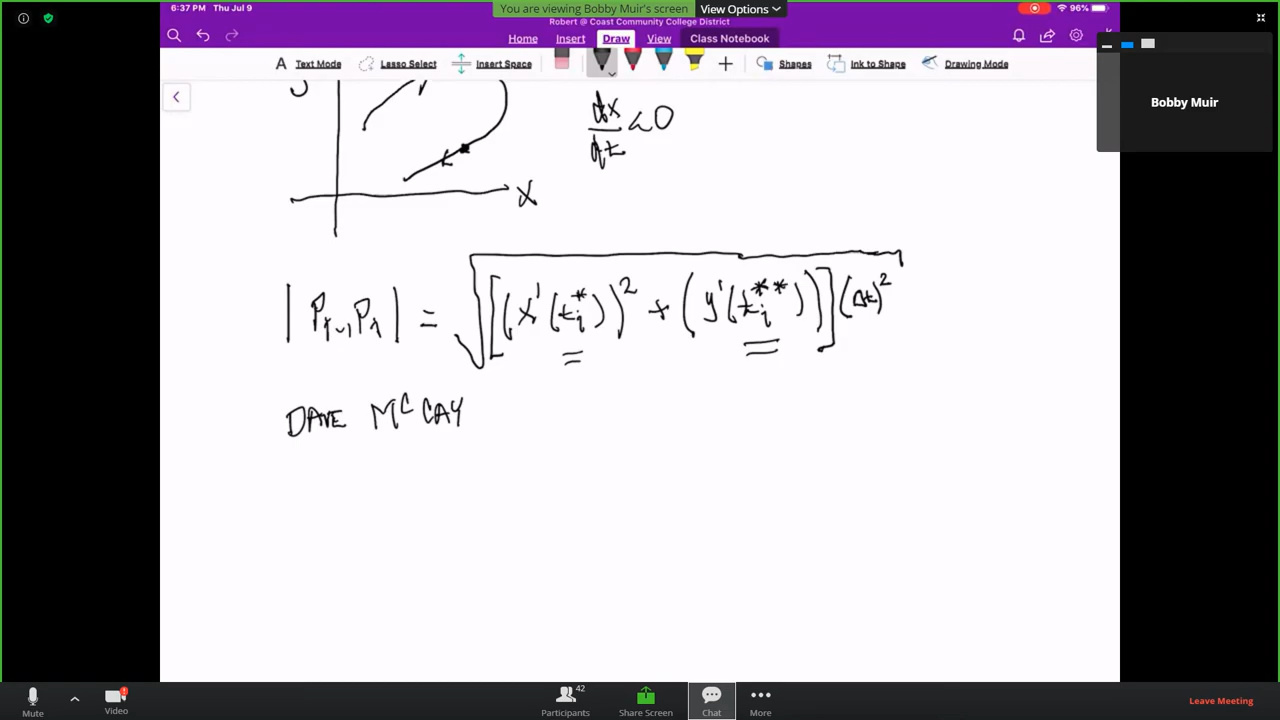 6:37 PM Thu Jul 9
You are viewing Bobby Muir's screen
View Options
96%
Robert @ Coast Community College District
Home Insert Draw View Class Notebook
A Text Mode Lasso Select Insert Space Shapes Ink to Shape Drawing Mode
Bobby Muir
dx/dt < 0
x
|P_{i-1} P_i| = √([(x'(t_i^*))^2 + (y'(t_i^{**}))](Δt)^2)
DAVE McCAY
42
Mute Video Participants Share Screen Chat More Leave Meeting